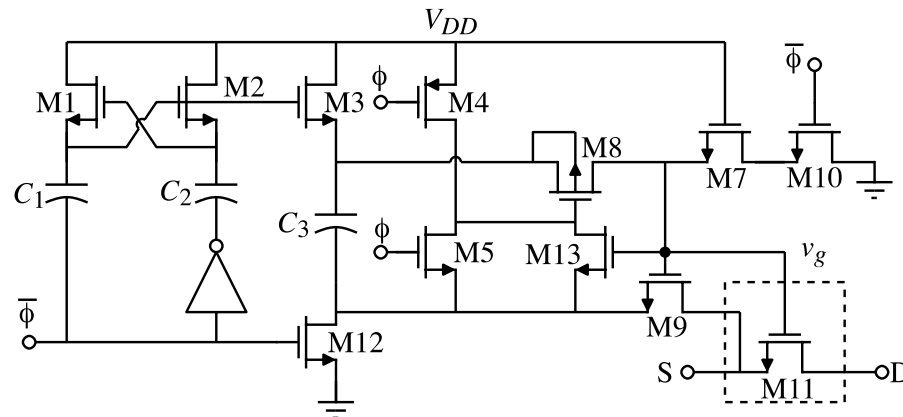 V_DD
ϕ̄
ϕ
M1
M2
M3
M4
M8
M7
M10
C_1
C_2
C_3
ϕ
M5
M13
v_g
M9
ϕ̄
M12
S
M11
D